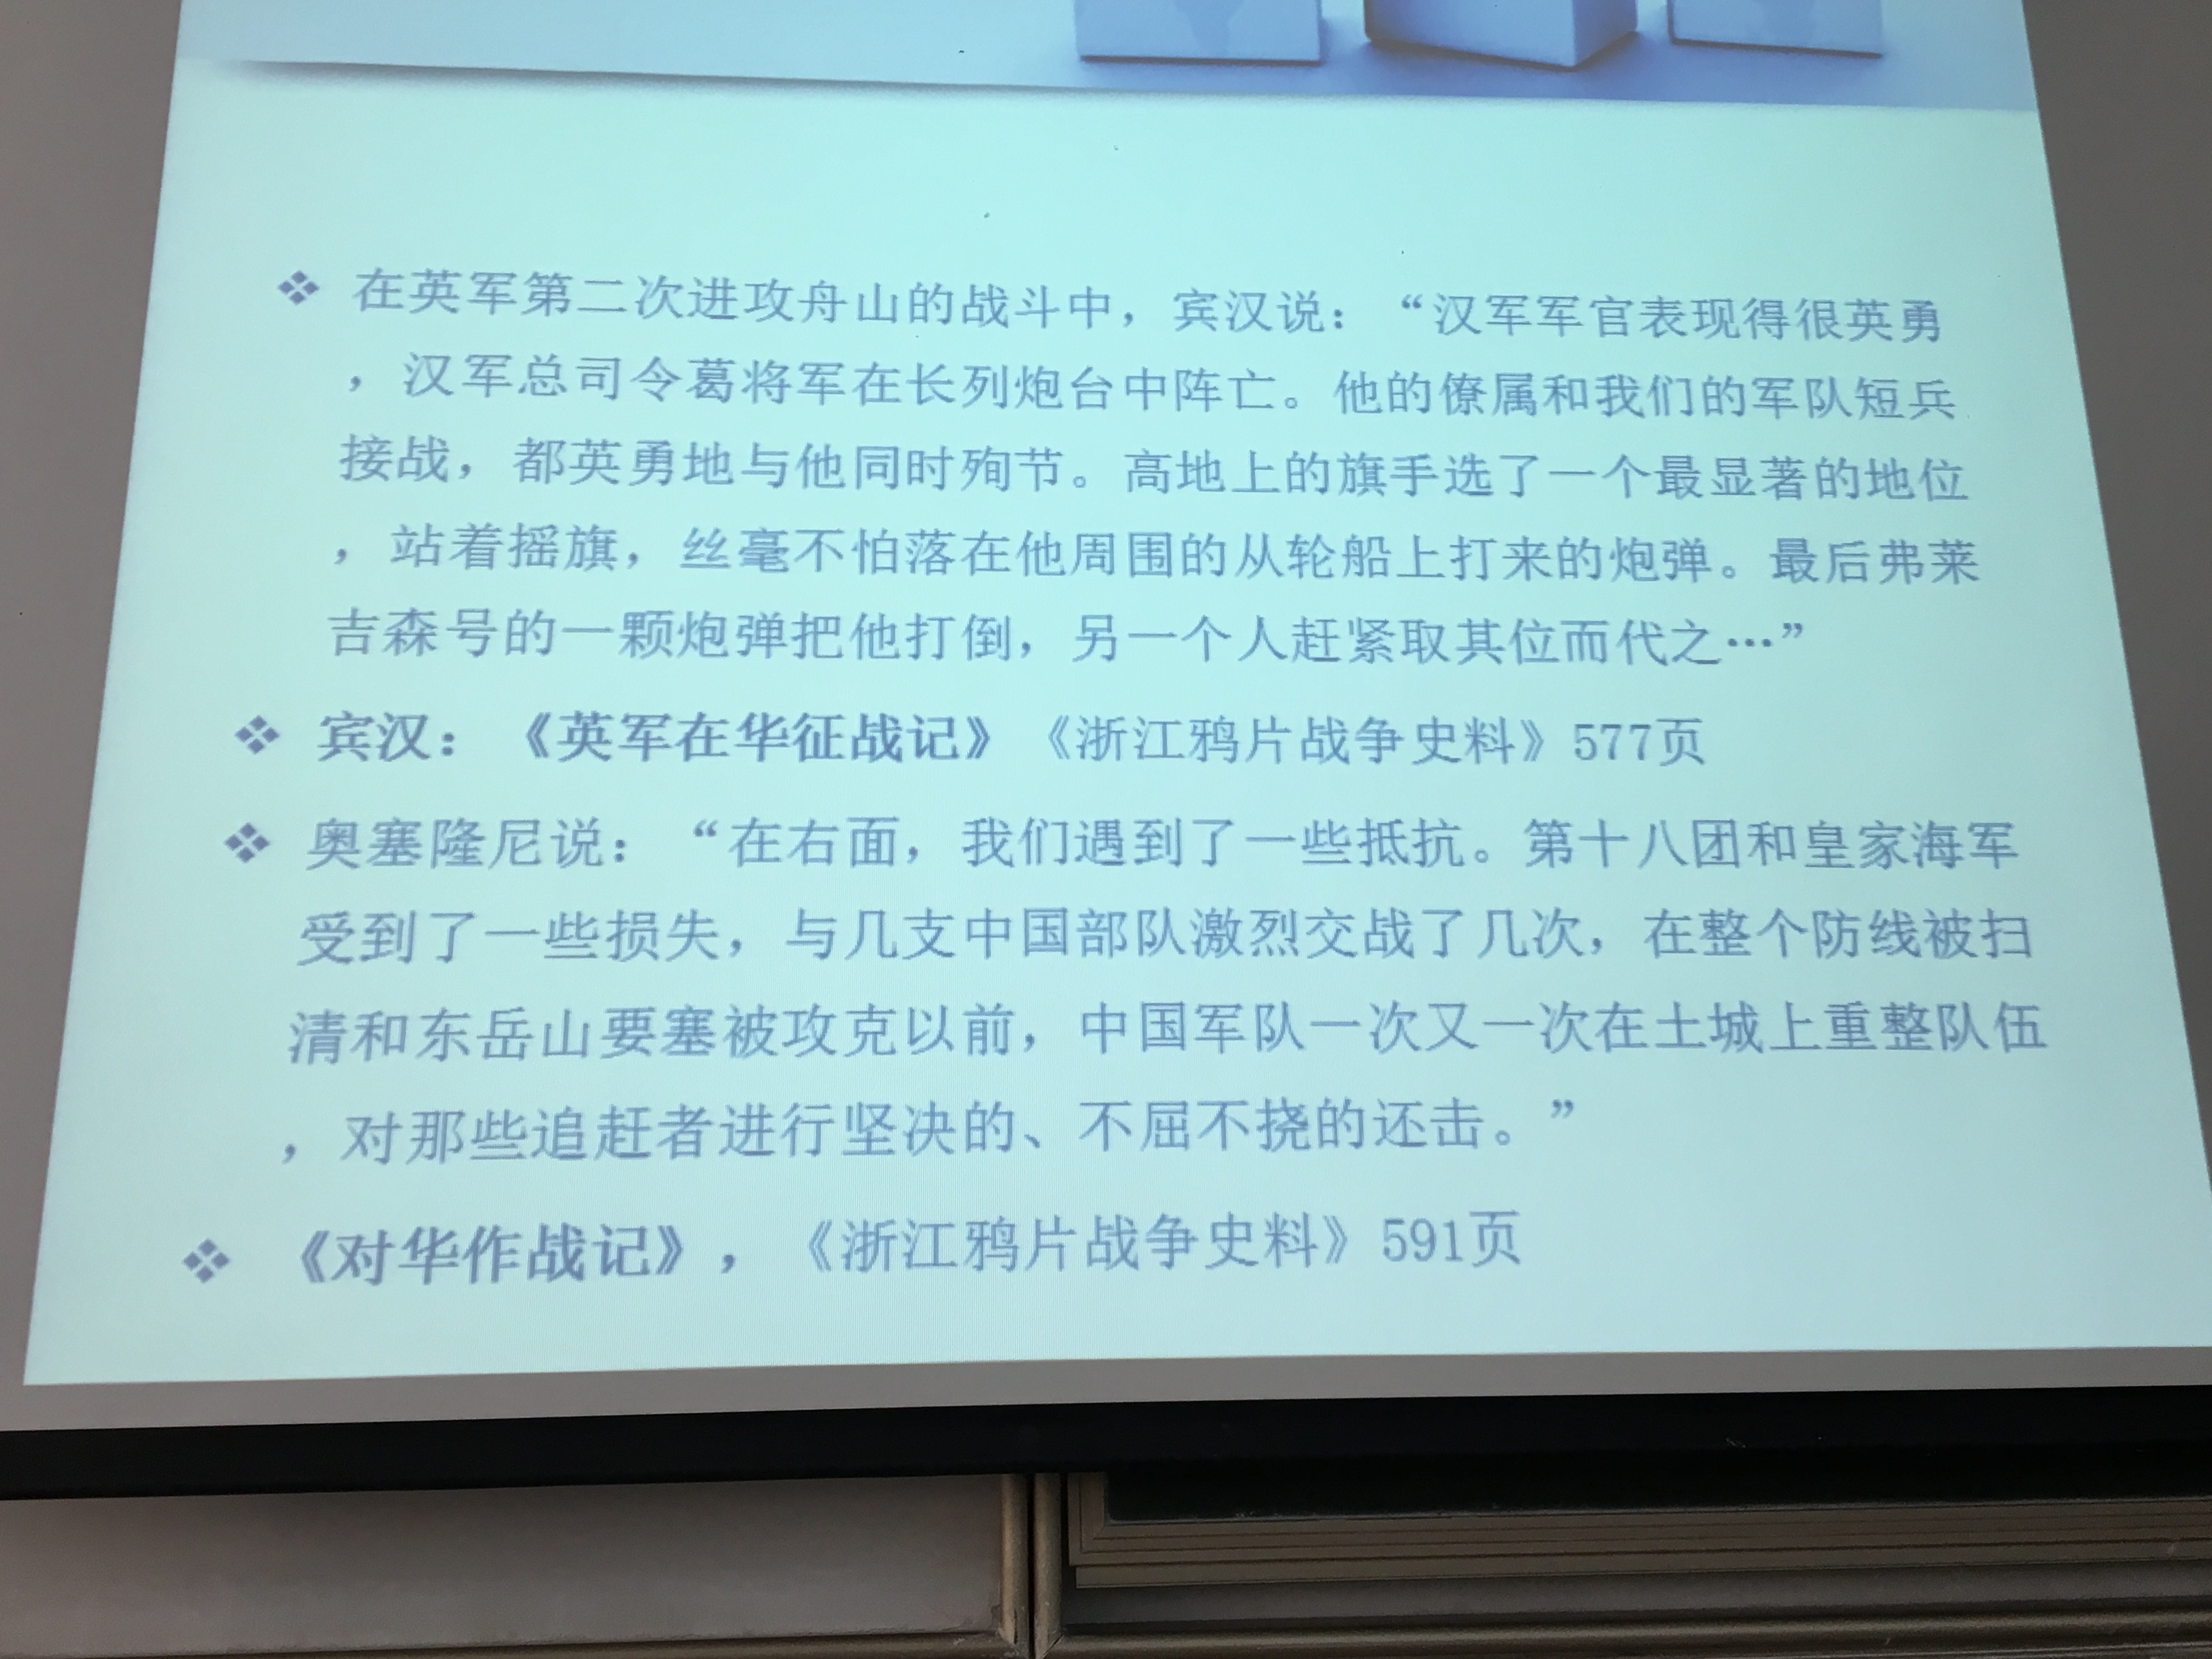 在英军第二次进攻舟山的战斗中，宾汉说：“汉军军官表现得很英勇
，汉军总司令葛将军在长列炮台中阵亡。他的僚属和我们的军队短兵
接战，都英勇地与他同时殉节。高地上的旗手选了一个最显著的地位
，站着摇旗，丝毫不怕落在他周围的从轮船上打来的炮弹。最后弗莱
吉森号的一颗炮弹把他打倒，另一个人赶紧取其位而代之…”
宾汉：《英军在华征战记》《浙江鸦片战争史料》577页
奥塞隆尼说：“在右面，我们遇到了一些抵抗。第十八团和皇家海军
受到了一些损失，与几支中国部队激烈交战了几次，在整个防线被扫
清和东岳山要塞被攻克以前，中国军队一次又一次在土城上重整队伍
，对那些追赶者进行坚决的、不屈不挠的还击。”
《对华作战记》，《浙江鸦片战争史料》591页